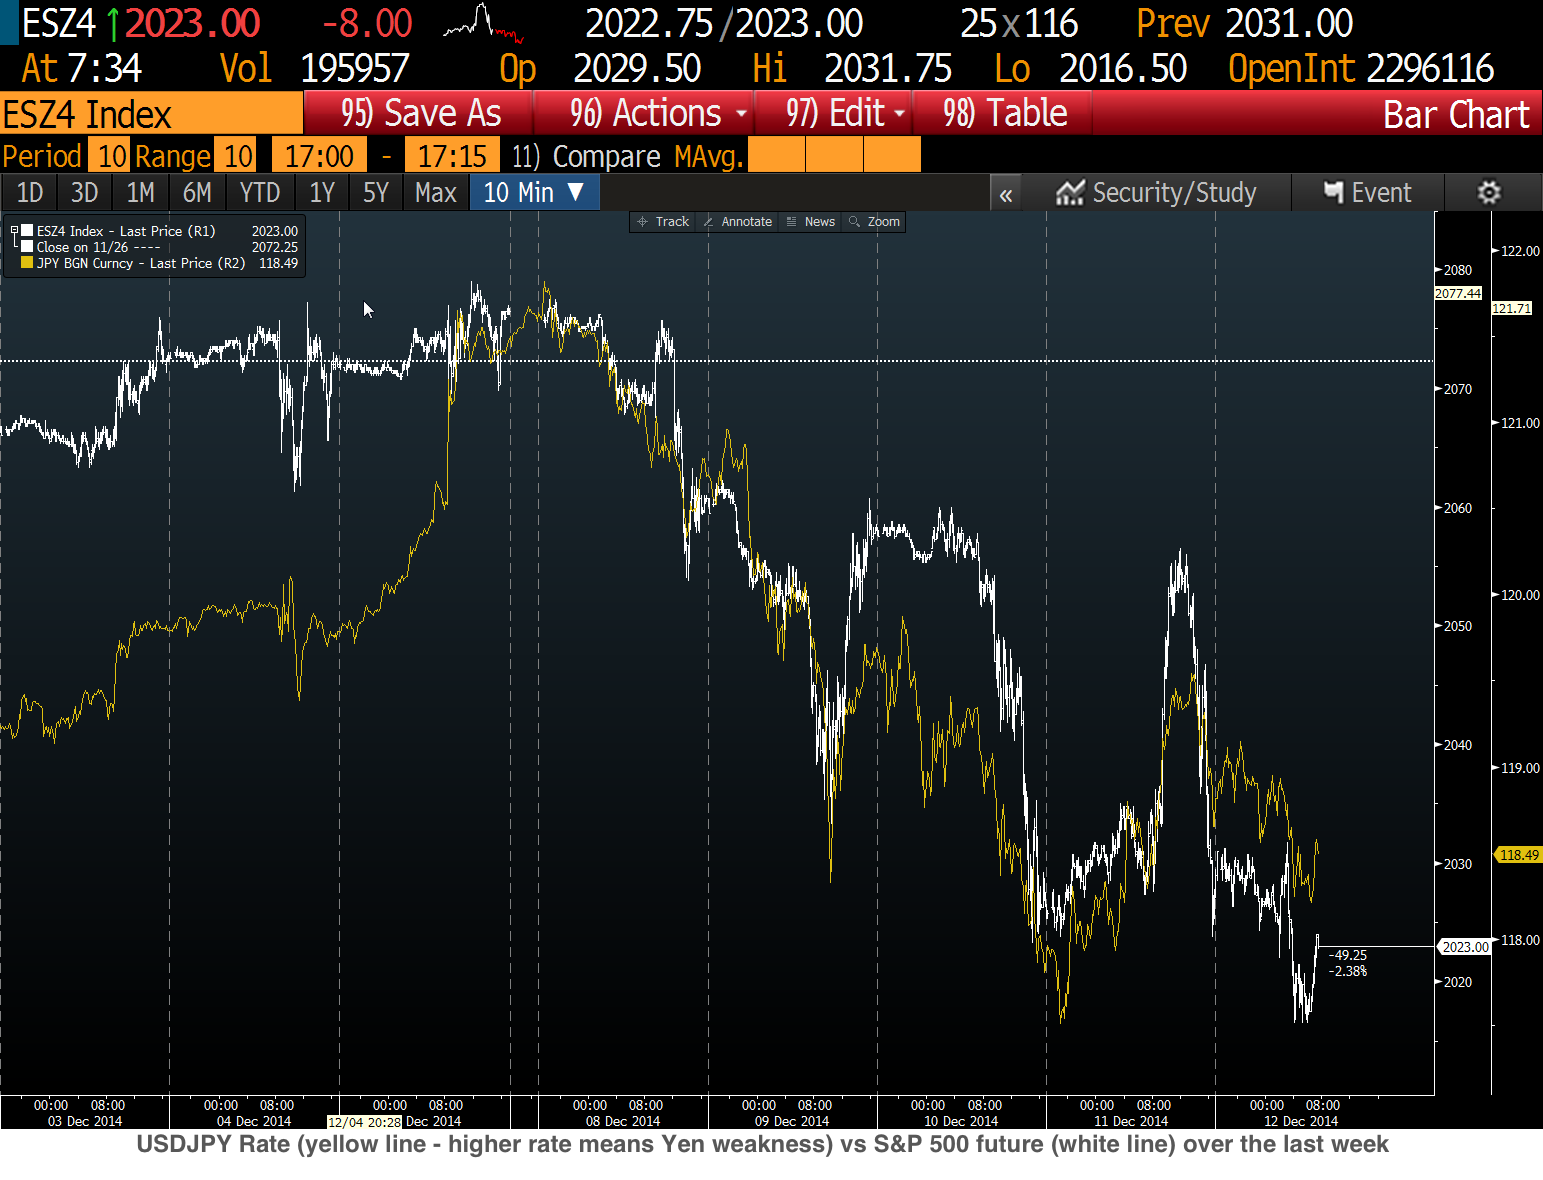 ESZ4 ↑2023.00 -8.00 2022.75/2023.00 25x116 Prev 2031.00
At 7:34 Vol 195957 Op 2029.50 Hi 2031.75 Lo 2016.50 OpenInt 2296116
ESZ4 Index 95) Save As 96) Actions 97) Edit 98) Table Bar Chart
Period 10 Range 10 17:00 - 17:15 11) Compare MAvg.
1D 3D 1M 6M YTD 1Y 5Y Max 10 Min ▼ « Security/Study Event
Track Annotate News Zoom
ESZ4 Index - Last Price (R1) 2023.00
Close on 11/26 ---- 2072.25
JPY BGN Curncy - Last Price (R2) 118.49
122.00
2080
2077.44
121.71
2070
121.00
2060
120.00
2050
2040
119.00
118.49
2030
118.00
2023.00
-49.25
-2.38%
2020
00:00 08:00 00:00 08:00 00:00 08:00 00:00 08:00 00:00 08:00 00:00 08:00 00:00 08:00 00:00 08:00
03 Dec 2014 04 Dec 2014 12/04 20:28 Dec 2014 08 Dec 2014 09 Dec 2014 10 Dec 2014 11 Dec 2014 12 Dec 2014
USDJPY Rate (yellow line - higher rate means Yen weakness) vs S&P 500 future (white line) over the last week